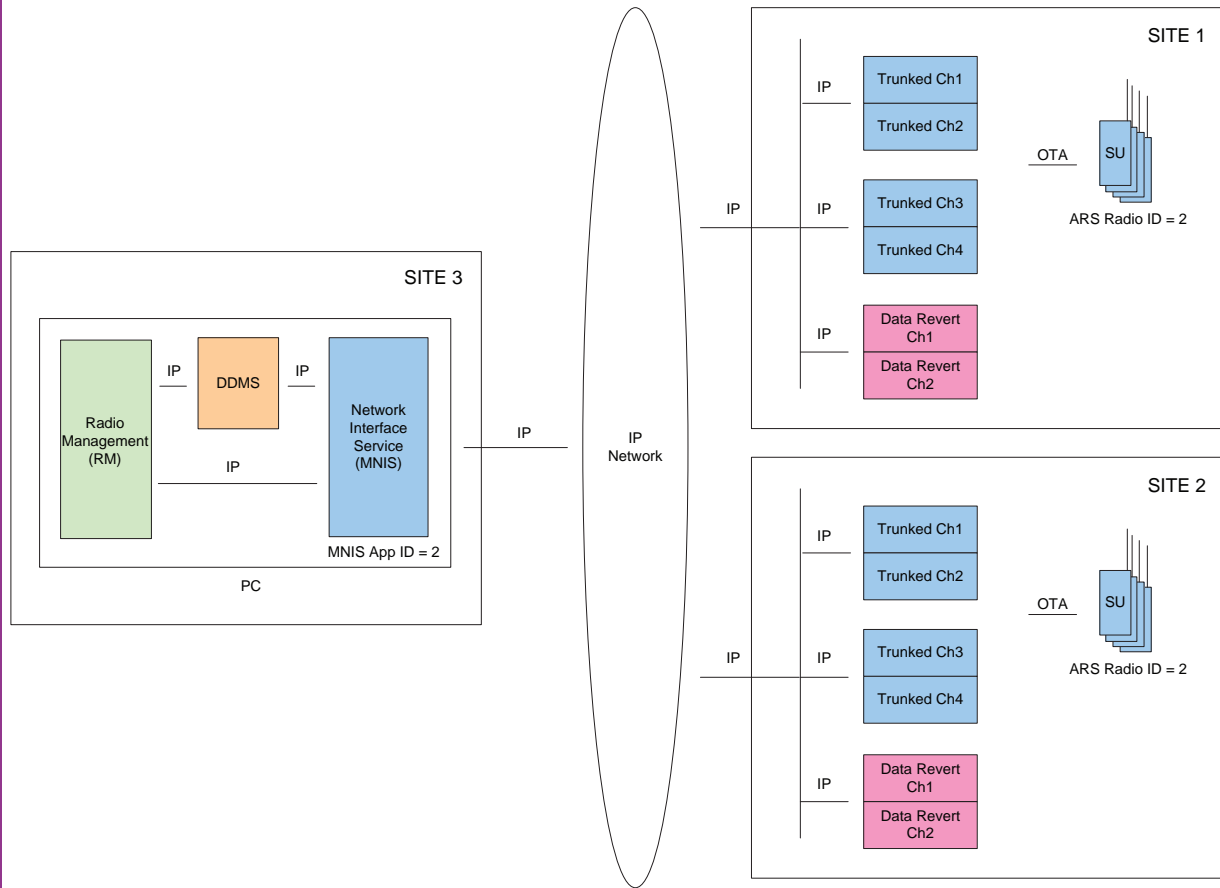 SITE 3
Radio
Management
(RM)
IP
DDMS
IP
IP
Network
Interface
Service
(MNIS)
MNIS App ID = 2
PC
IP
IP
Network
SITE 1
IP
IP
Trunked Ch1
Trunked Ch2
IP
Trunked Ch3
Trunked Ch4
IP
Data Revert
Ch1
Data Revert
Ch2
OTA
SU
ARS Radio ID = 2
SITE 2
IP
IP
Trunked Ch1
Trunked Ch2
IP
Trunked Ch3
Trunked Ch4
IP
Data Revert
Ch1
Data Revert
Ch2
OTA
SU
ARS Radio ID = 2